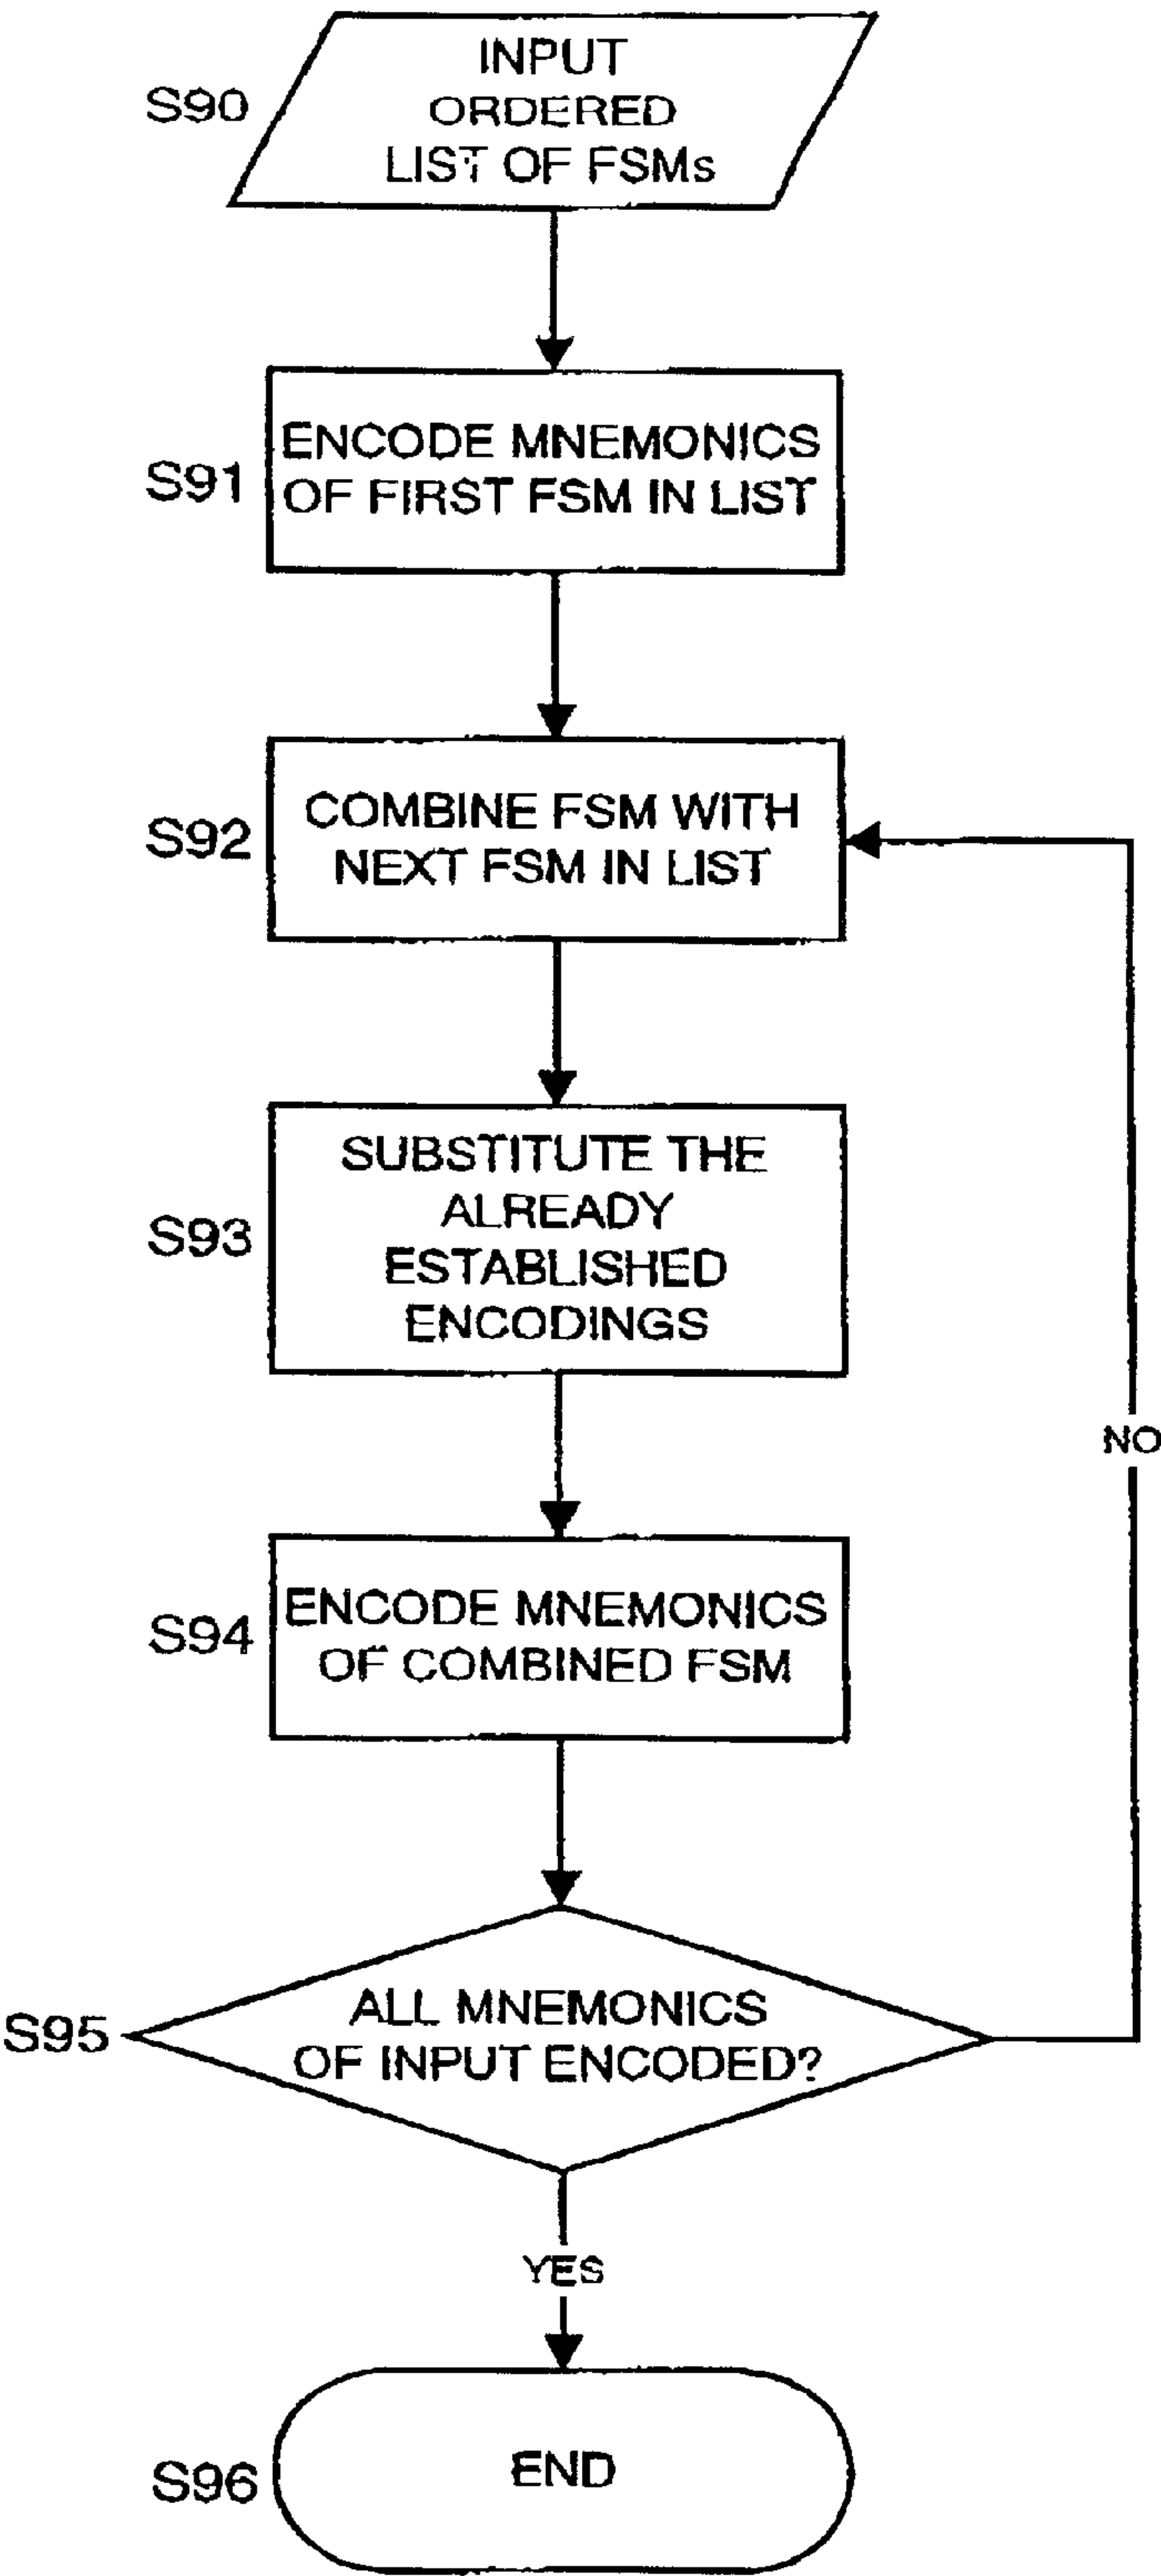 S90
INPUT
ORDERED
LIST OF FSMs
S91
ENCODE MNEMONICS
OF FIRST FSM IN LIST
S92
COMBINE FSM WITH
NEXT FSM IN LIST
S93
SUBSTITUTE THE
ALREADY
ESTABLISHED
ENCODINGS
NO
S94
ENCODE MNEMONICS
OF COMBINED FSM
S95
ALL MNEMONICS
OF INPUT ENCODED?
YES
S96
END